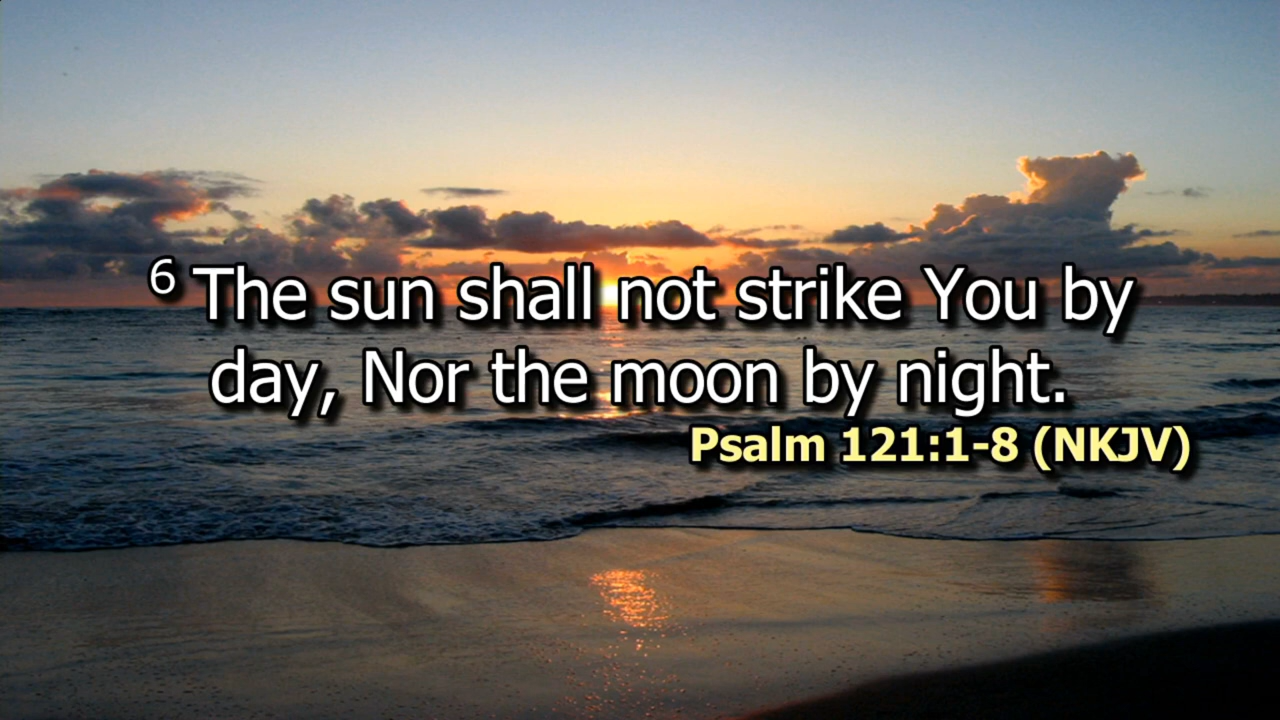 6 The sun shall not strike You by
day, Nor the moon by night.
Psalm 121:1-8 (NKJV)